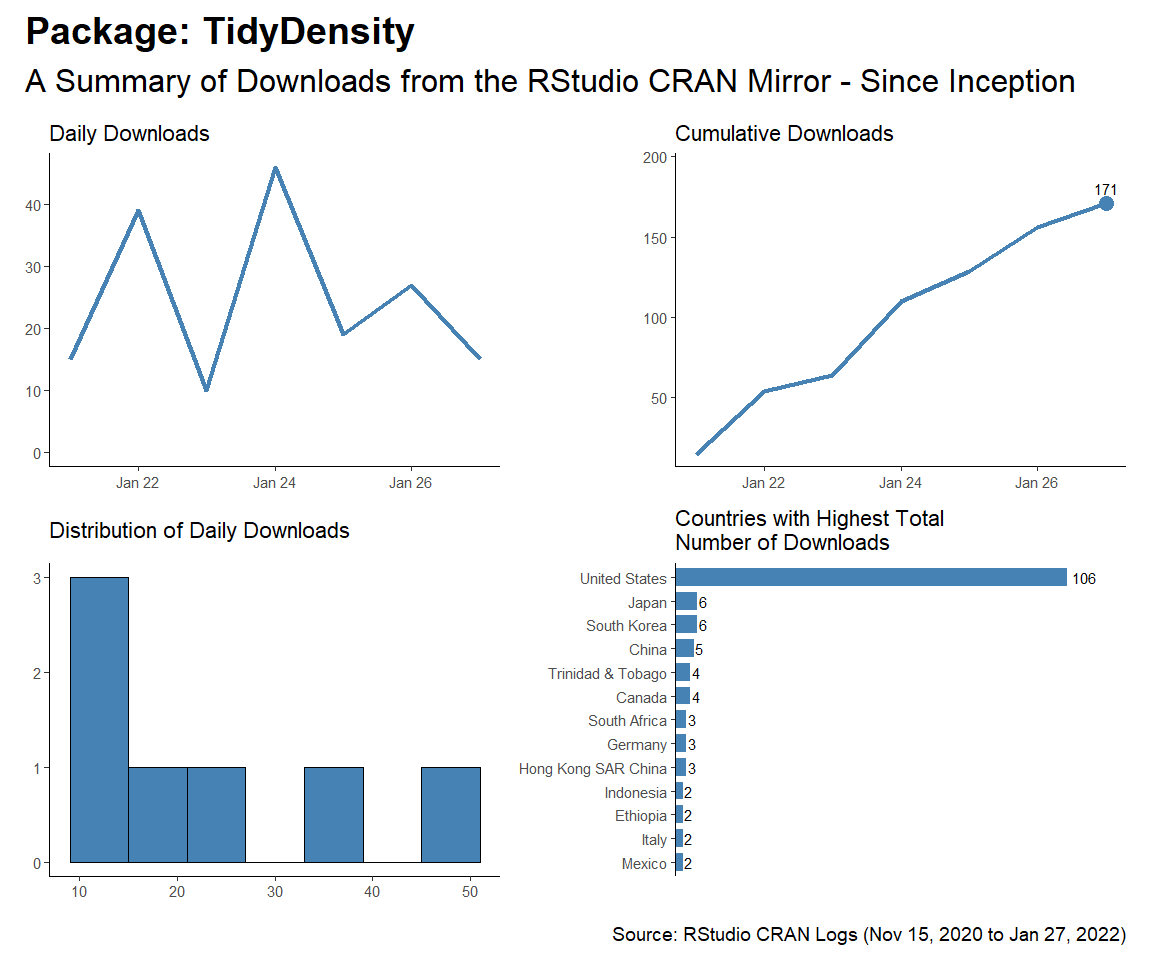 Package: TidyDensity
A Summary of Downloads from the RStudio CRAN Mirror - Since Inception
Daily Downloads
40
30
20
10
0
Jan 22
Jan 24
Jan 26
Cumulative Downloads
200
150
100
50
171
Jan 22
Jan 24
Jan 26
Distribution of Daily Downloads
3
2
1
0
10
20
30
40
50
Countries with Highest Total
Number of Downloads
United States 106
Japan 6
South Korea 6
China 5
Trinidad & Tobago 4
Canada 4
South Africa 3
Germany 3
Hong Kong SAR China 3
Indonesia 2
Ethiopia 2
Italy 2
Mexico 2
Source: RStudio CRAN Logs (Nov 15, 2020 to Jan 27, 2022)